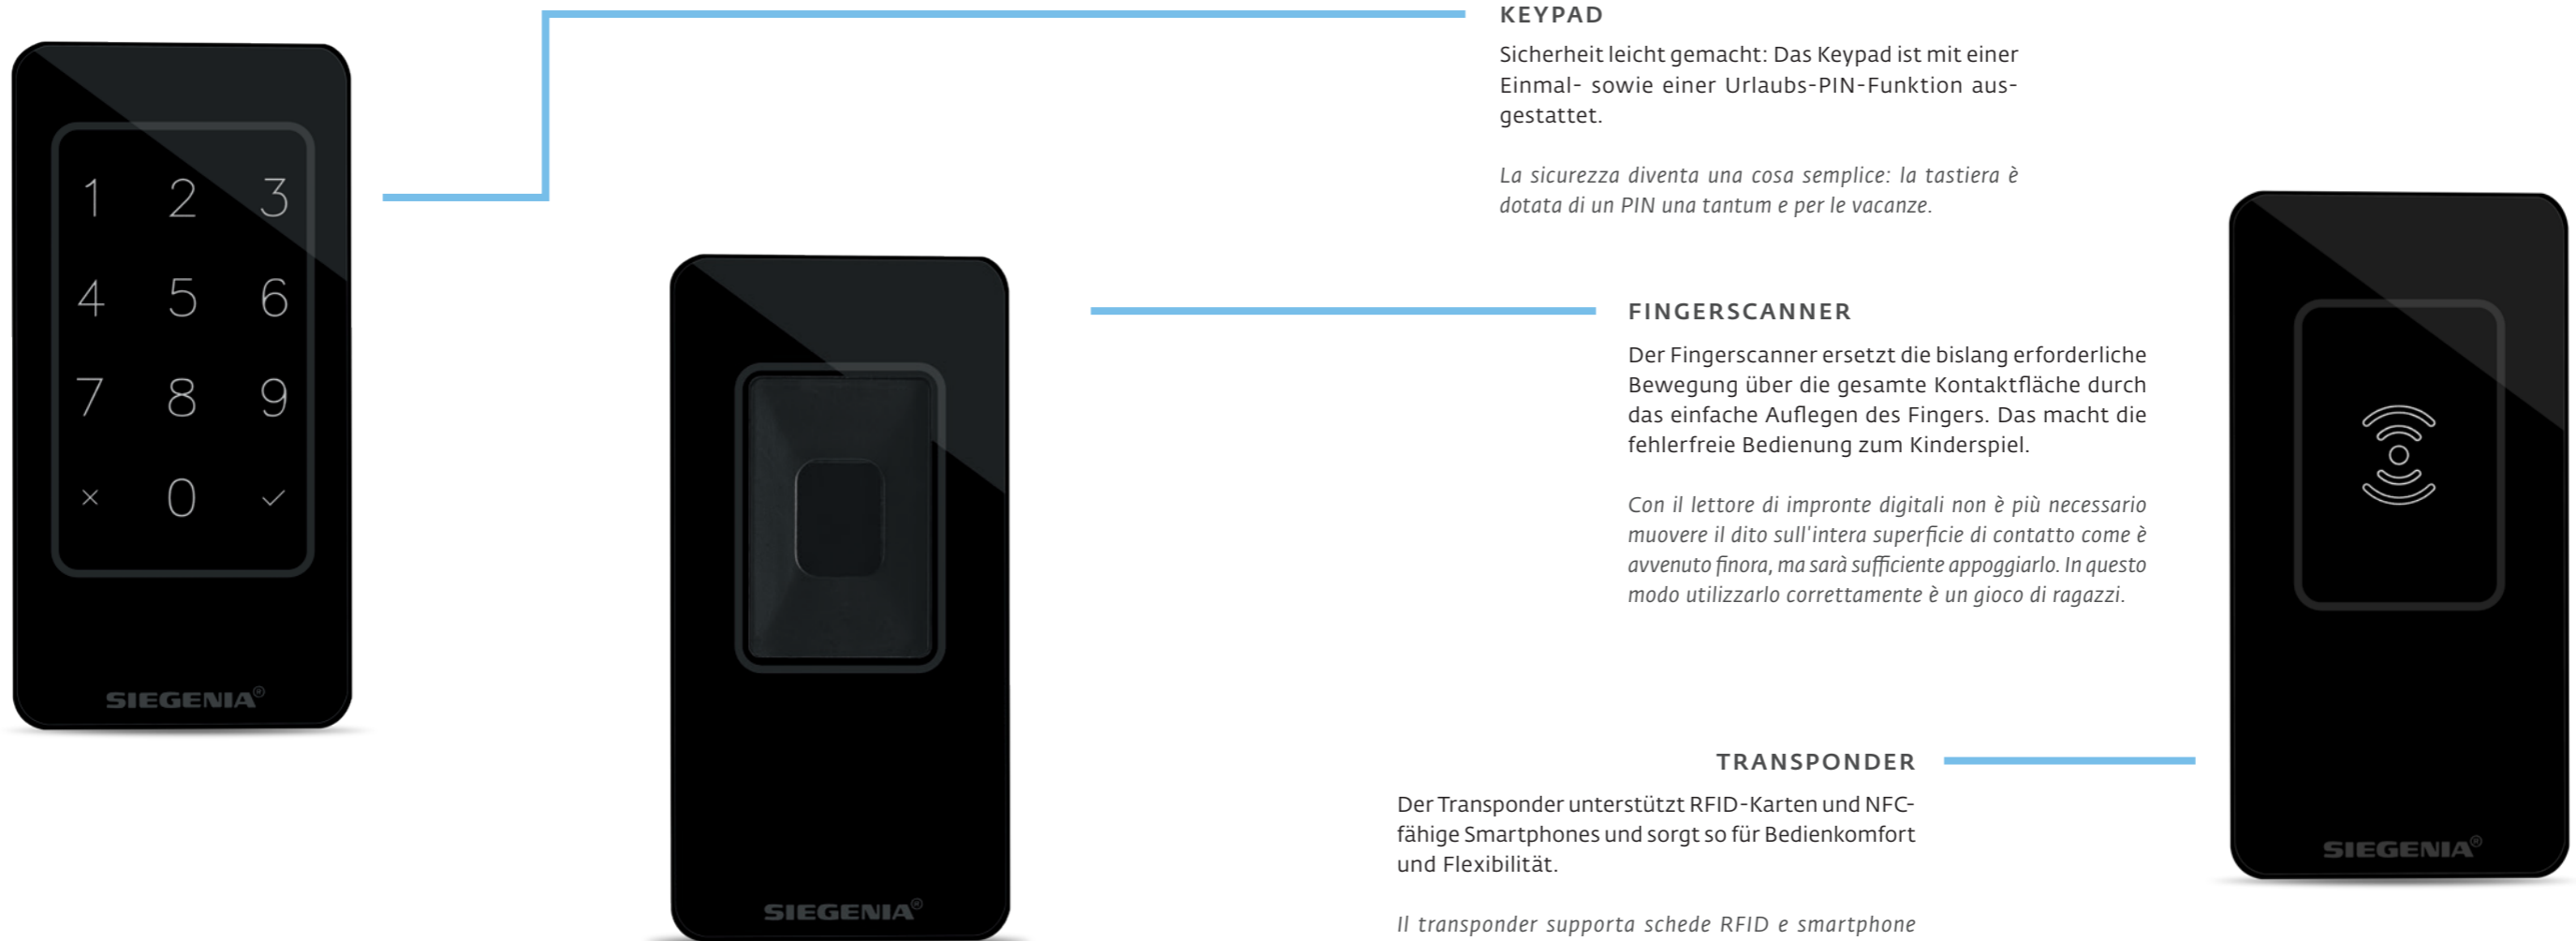 KEYPAD
Sicherheit leicht gemacht: Das Keypad ist mit einer
Einmal- sowie einer Urlaubs-PIN-Funktion aus-
gestattet.
La sicurezza diventa una cosa semplice: la tastiera è
dotata di un PIN una tantum e per le vacanze.
1 2 3
4 5 6
7 8 9
× 0 ✓
SIEGENIA®
FINGERSCANNER
Der Fingerscanner ersetzt die bislang erforderliche
Bewegung über die gesamte Kontaktfläche durch
das einfache Auflegen des Fingers. Das macht die
fehlerfreie Bedienung zum Kinderspiel.
Con il lettore di impronte digitali non è più necessario
muovere il dito sull'intera superficie di contatto come è
avvenuto finora, ma sarà sufficiente appoggiarlo. In questo
modo utilizzarlo correttamente è un gioco di ragazzi.
SIEGENIA®
TRANSPONDER
Der Transponder unterstützt RFID-Karten und NFC-
fähige Smartphones und sorgt so für Bedienkomfort
und Flexibilität.
Il transponder supporta schede RFID e smartphone
SIEGENIA®